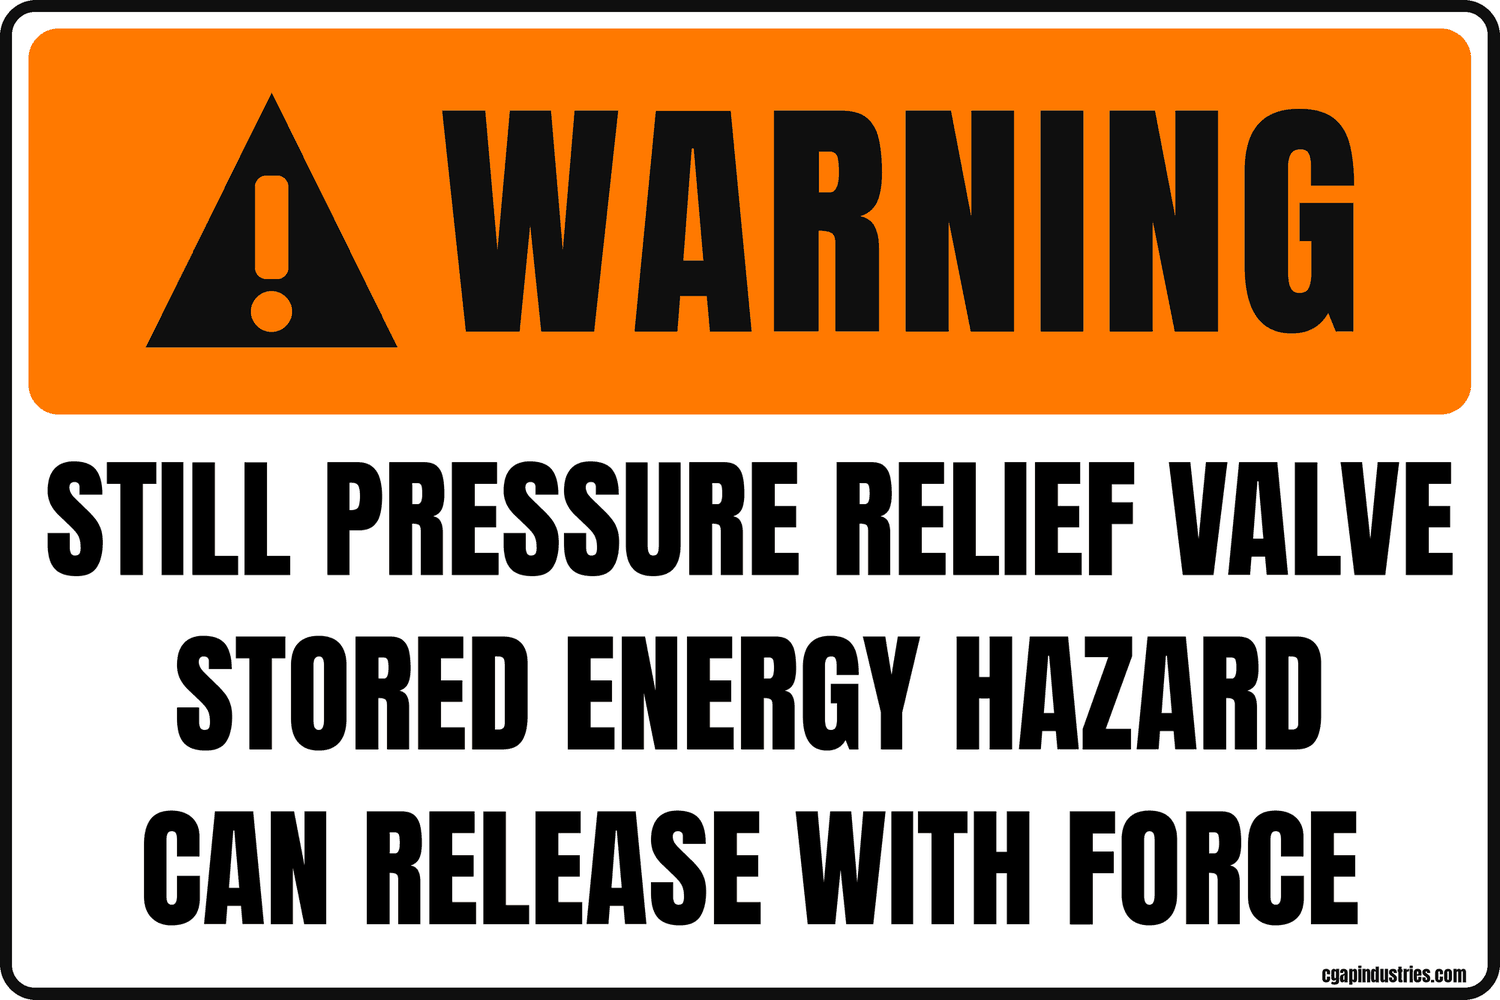 WARNING
STILL PRESSURE RELIEF VALVE
STORED ENERGY HAZARD
CAN RELEASE WITH FORCE
cgapindustries.com